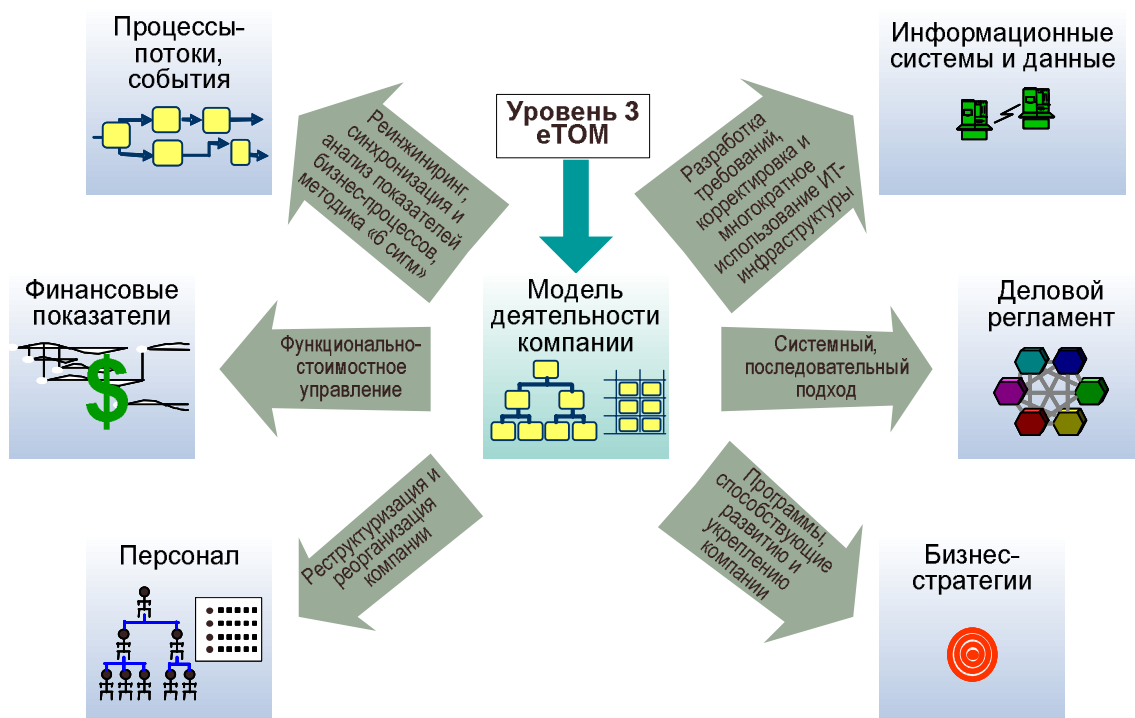 Процессы-
потоки,
события
Реинжиниринг,
синхронизация и
анализ показателей
бизнес-процессов,
методика «6 сигм»
Уровень 3
eTOM
Разработка
требований,
корректировка и
многократное
использование ИТ-
инфраструктуры
Информационные
системы и данные
Финансовые
показатели
$
Функционально-
стоимостное
управление
Модель
деятельности
компании
Системный,
последовательный
подход
Деловой
регламент
Персонал
Реструктуризация и
реорганизация
компании
Программы,
способствующие
развитию и
укреплению
компании
Бизнес-
стратегии